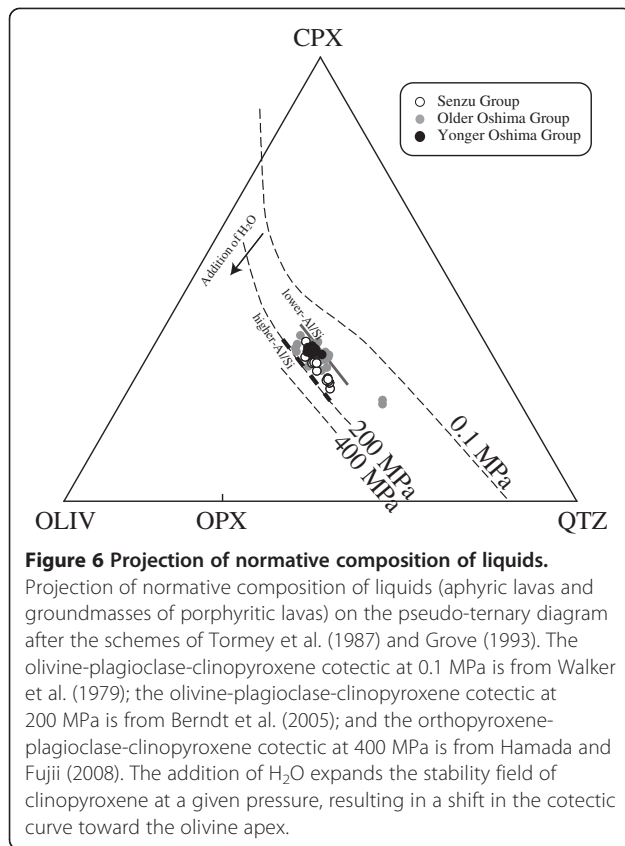 CPX
Senzu Group
Older Oshima Group
Yonger Oshima Group
Addition of H₂O
lower-Al/Si
higher-Al/Si
0.1 MPa
200 MPa
400 MPa
OLIV
OPX
QTZ
Figure 6 Projection of normative composition of liquids.
Projection of normative composition of liquids (aphyric lavas and
groundmasses of porphyritic lavas) on the pseudo-ternary diagram
after the schemes of Tormey et al. (1987) and Grove (1993). The
olivine-plagioclase-clinopyroxene cotectic at 0.1 MPa is from Walker
et al. (1979); the olivine-plagioclase-clinopyroxene cotectic at
200 MPa is from Berndt et al. (2005); and the orthopyroxene-
plagioclase-clinopyroxene cotectic at 400 MPa is from Hamada and
Fujii (2008). The addition of H₂O expands the stability field of
clinopyroxene at a given pressure, resulting in a shift in the cotectic
curve toward the olivine apex.